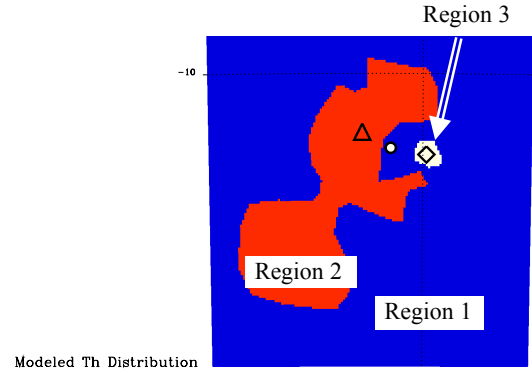 Region 3
-10
Region 2
Region 1
Modeled Th Distribution